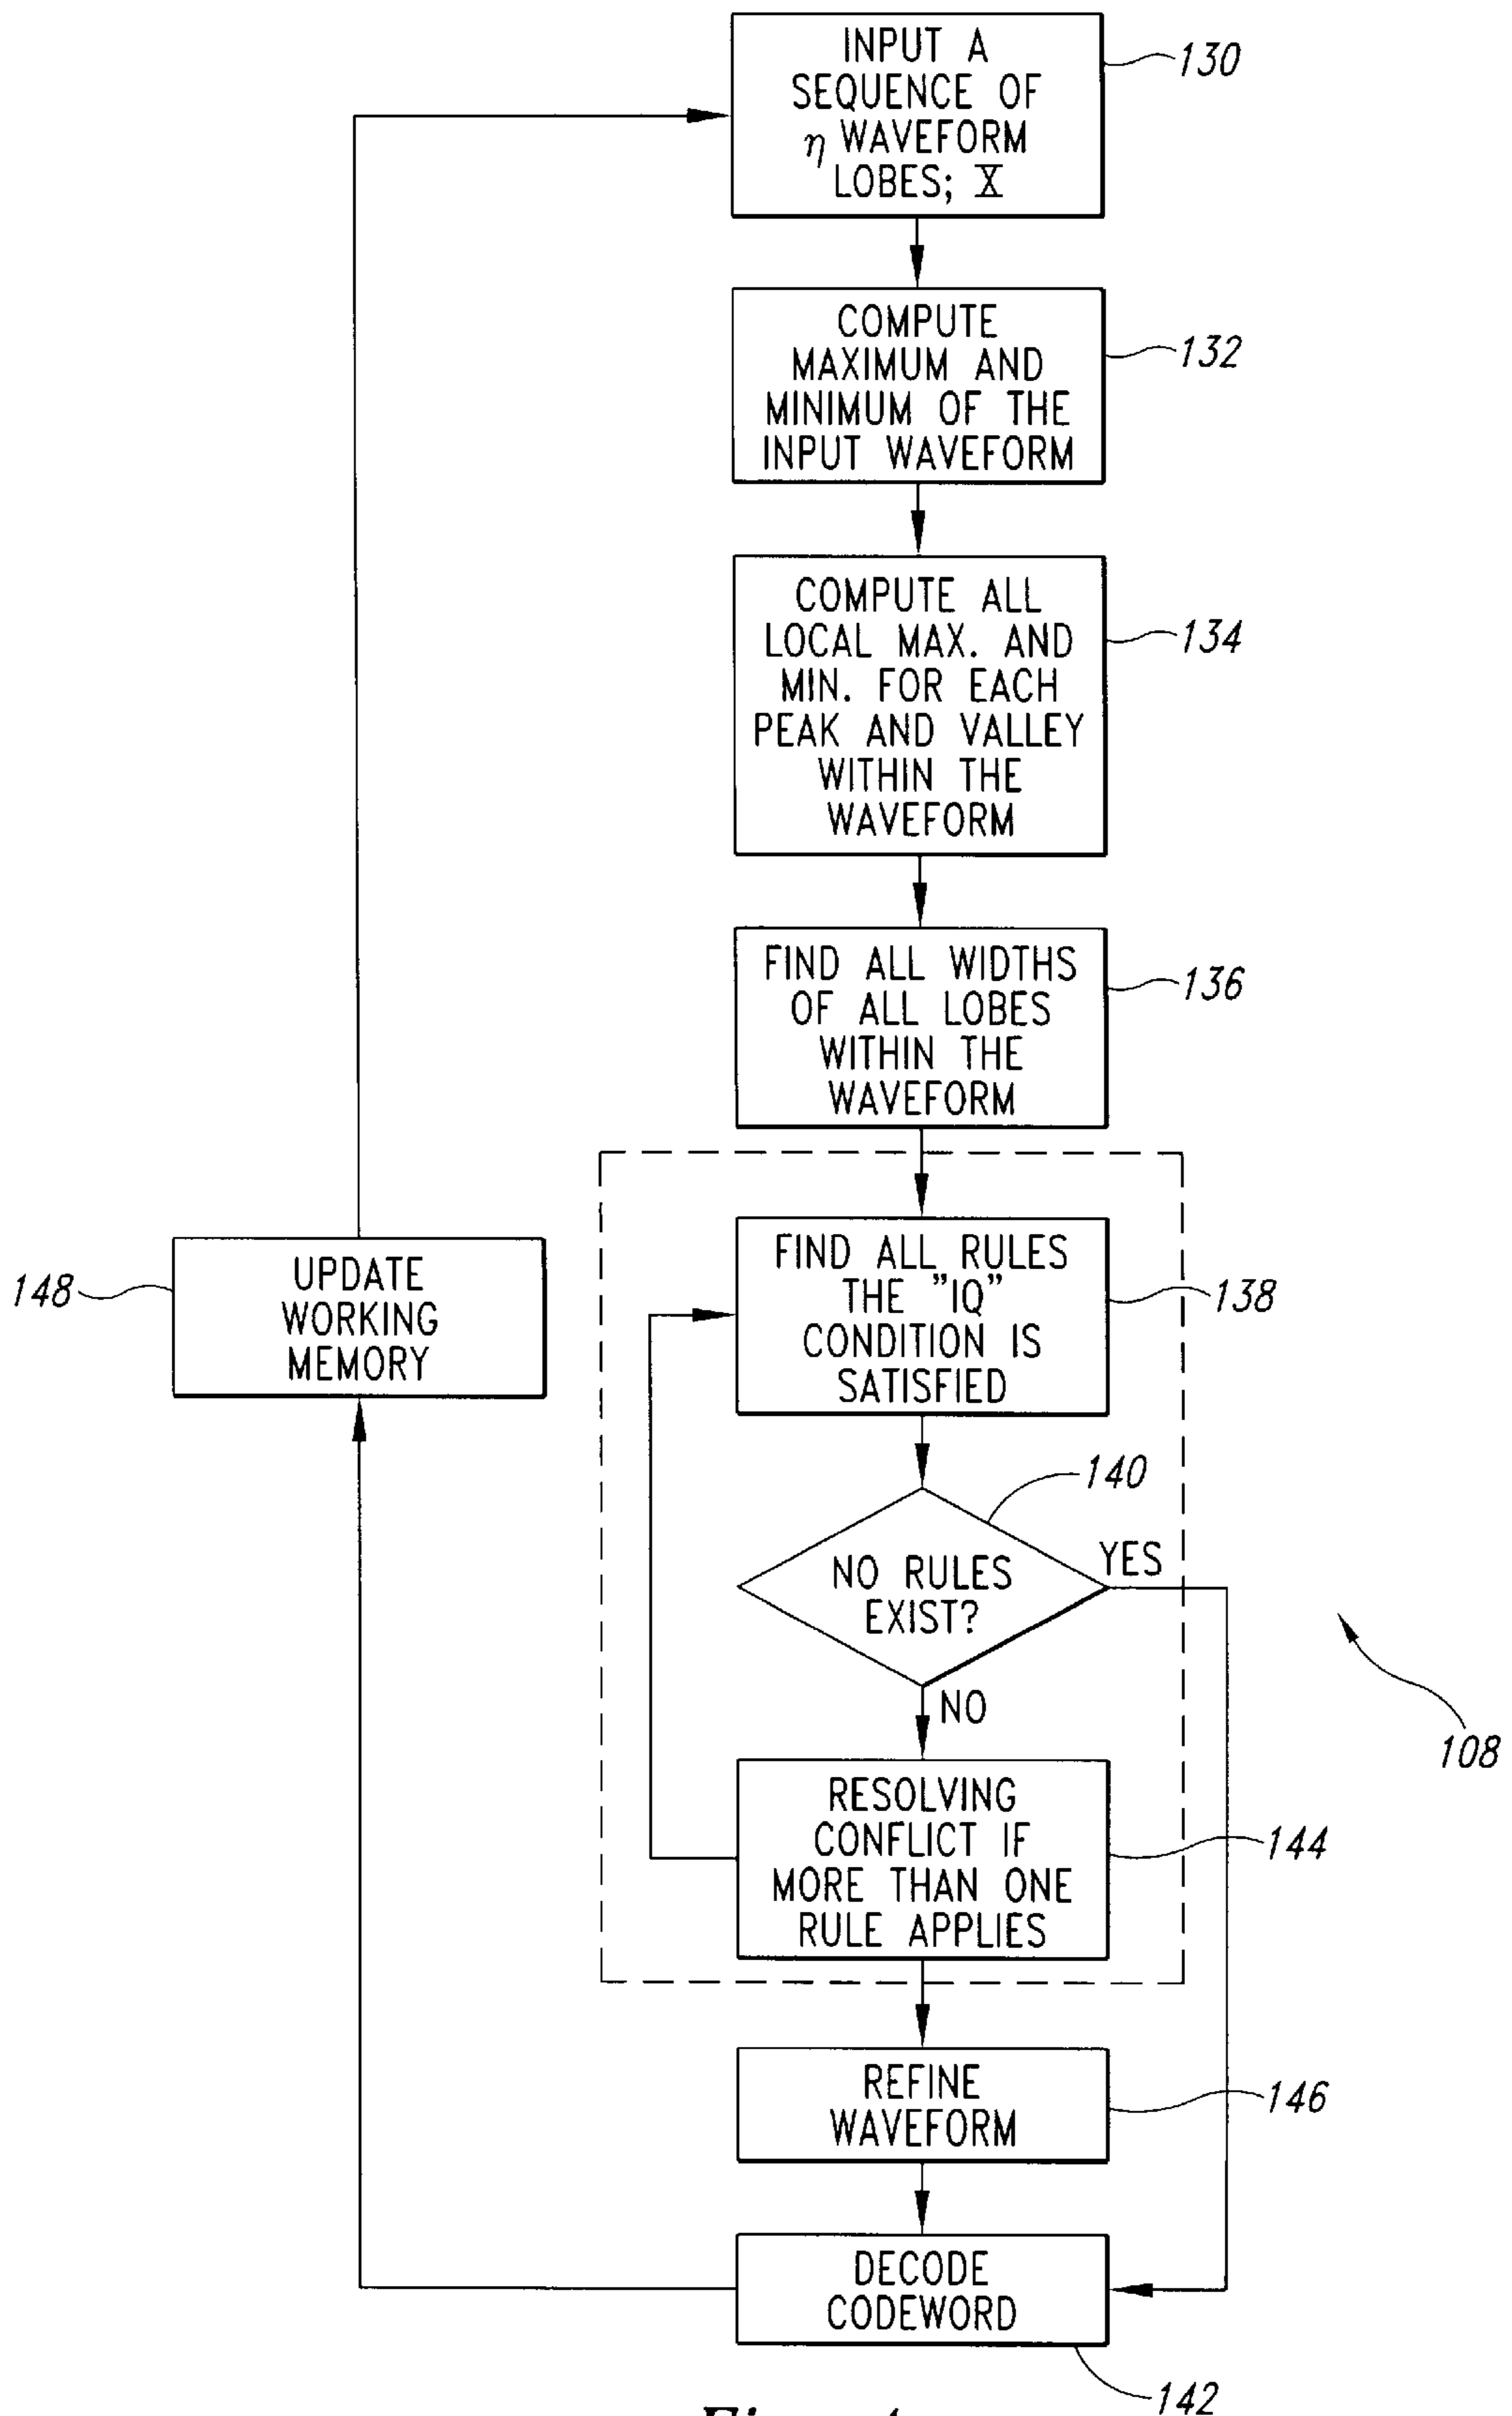 INPUT A
SEQUENCE OF
η WAVEFORM
LOBES; X
130
COMPUTE
MAXIMUM AND
MINIMUM OF THE
INPUT WAVEFORM
132
COMPUTE ALL
LOCAL MAX. AND
MIN. FOR EACH
PEAK AND VALLEY
WITHIN THE
WAVEFORM
134
FIND ALL WIDTHS
OF ALL LOBES
WITHIN THE
WAVEFORM
136
FIND ALL RULES
THE "IQ"
CONDITION IS
SATISFIED
138
148
UPDATE
WORKING
MEMORY
140
NO RULES
EXIST?
YES
NO
108
RESOLVING
CONFLICT IF
MORE THAN ONE
RULE APPLIES
144
REFINE
WAVEFORM
146
DECODE
CODEWORD
142